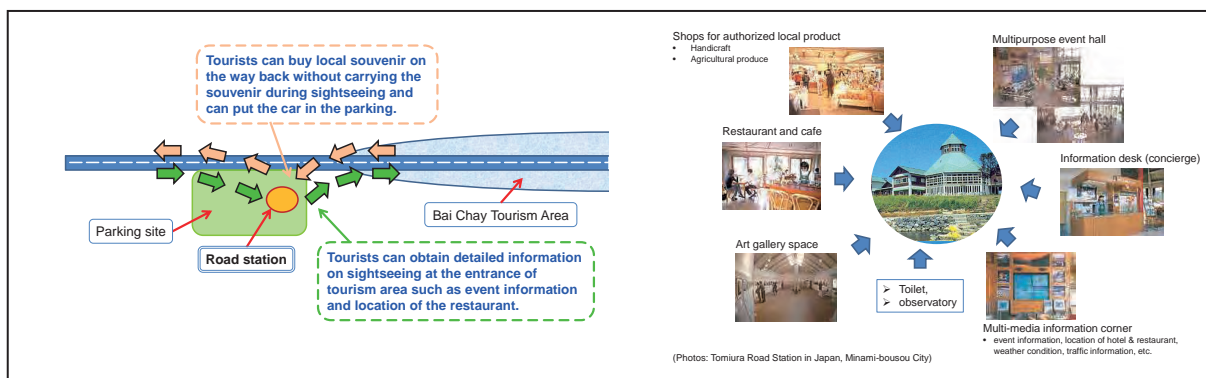 Tourists can buy local souvenir on
the way back without carrying the
souvenir during sightseeing and
can put the car in the parking.
Bai Chay Tourism Area
Parking site
Road station
Tourists can obtain detailed information
on sightseeing at the entrance of
tourism area such as event information
and location of the restaurant.
Shops for authorized local product
• Handicraft
• Agricultural produce
Multipurpose event hall
Restaurant and cafe
Information desk (concierge)
Art gallery space
➢ Toilet,
➢ observatory
Multi-media information corner
• event information, location of hotel & restaurant,
weather condition, traffic information, etc.
(Photos: Tomiura Road Station in Japan, Minami-bousou City)